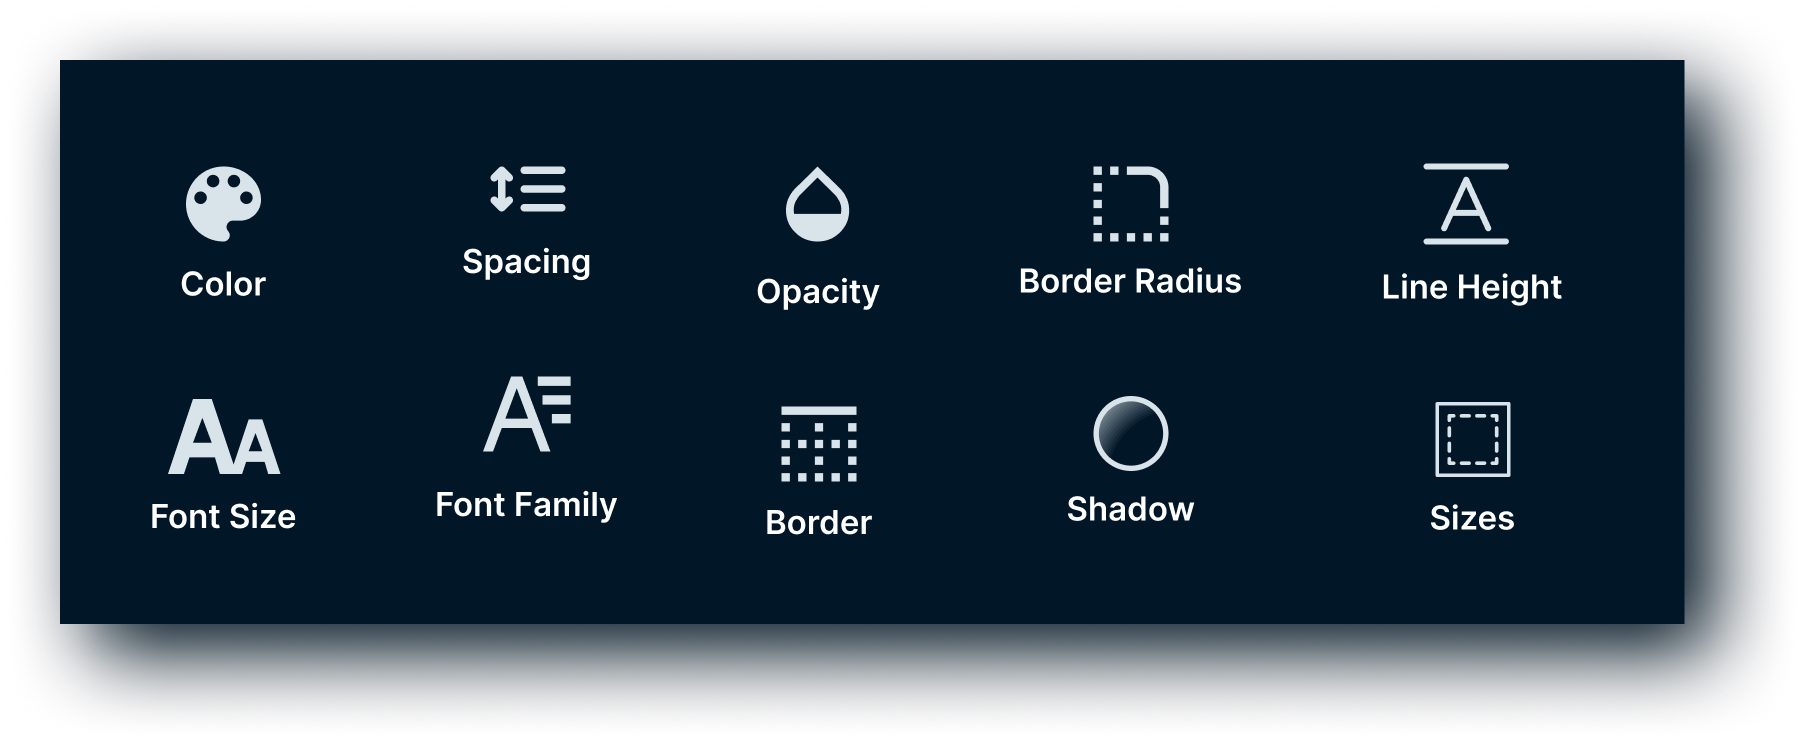 Color
Spacing
Opacity
Border Radius
Line Height
Font Size
Font Family
Border
Shadow
Sizes